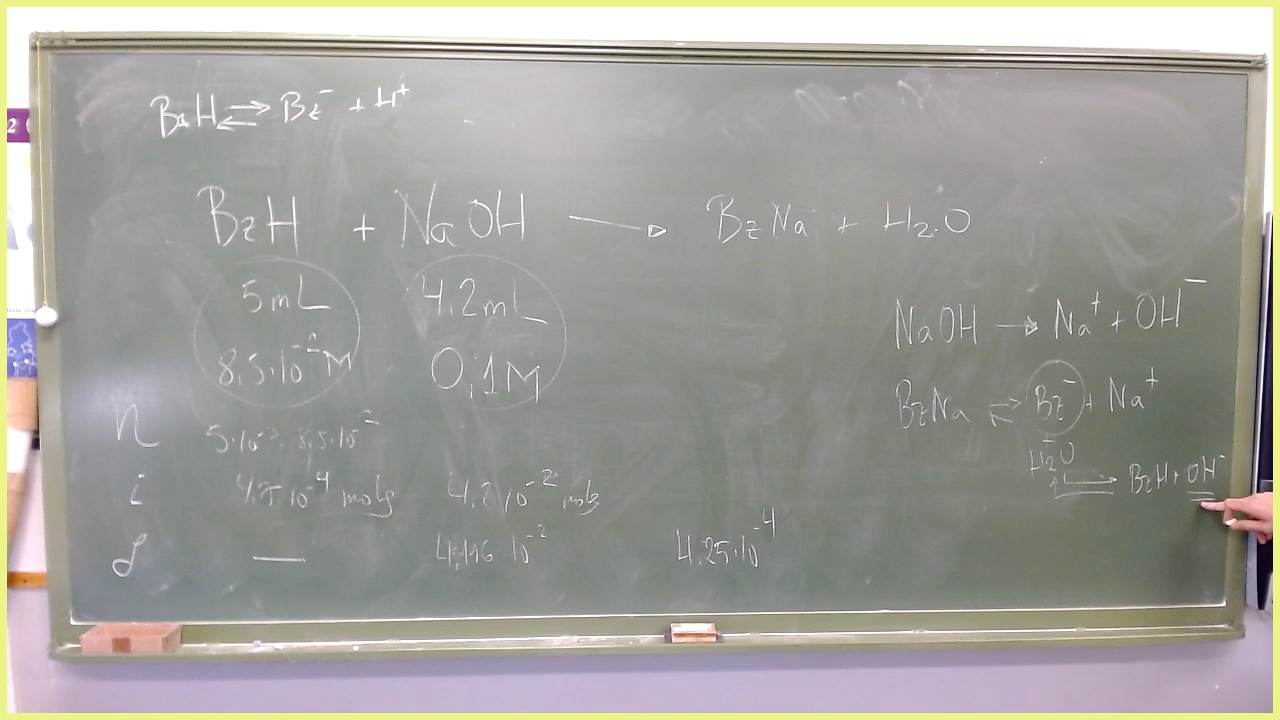 BzH ⇌ Bz⁻ + H⁺
BzH + NaOH → BzNa + H₂O
5mL 4.2mL
8,5·10⁻²M 0,1M
NaOH → Na⁺ + OH⁻
BzNa ⇌ Bz⁻ + Na⁺
+
H₂O
⇌ BzH + OH⁻
n 5·10⁻³· 8,5·10⁻²
i 4.25·10⁻⁴ mols 4.2 10⁻² mols
f — 4,196 10⁻² 4.25·10⁻⁴
2